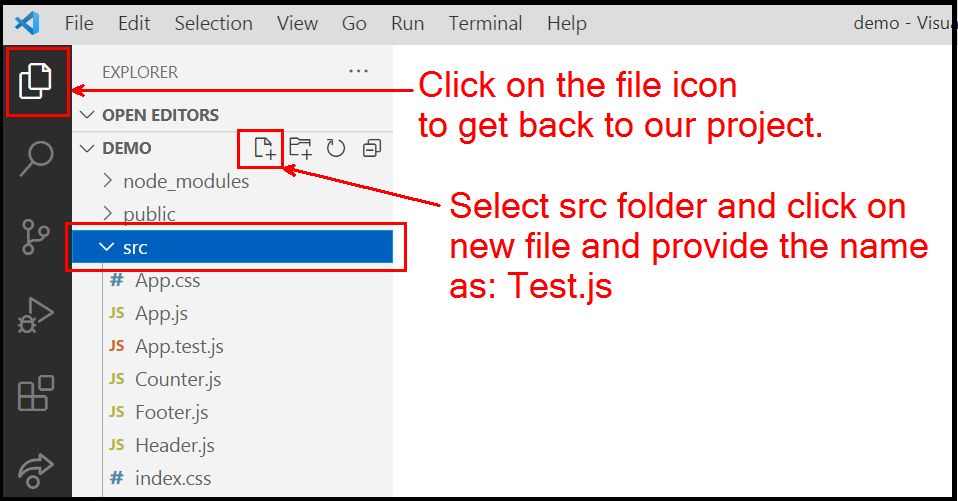 File Edit Selection View Go Run Terminal Help demo - Visua
EXPLORER ...
Click on the file icon
to get back to our project.
OPEN EDITORS
DEMO
node_modules
public
Select src folder and click on
new file and provide the name
as: Test.js
src
# App.css
JS App.js
JS App.test.js
JS Counter.js
JS Footer.js
JS Header.js
# index.css